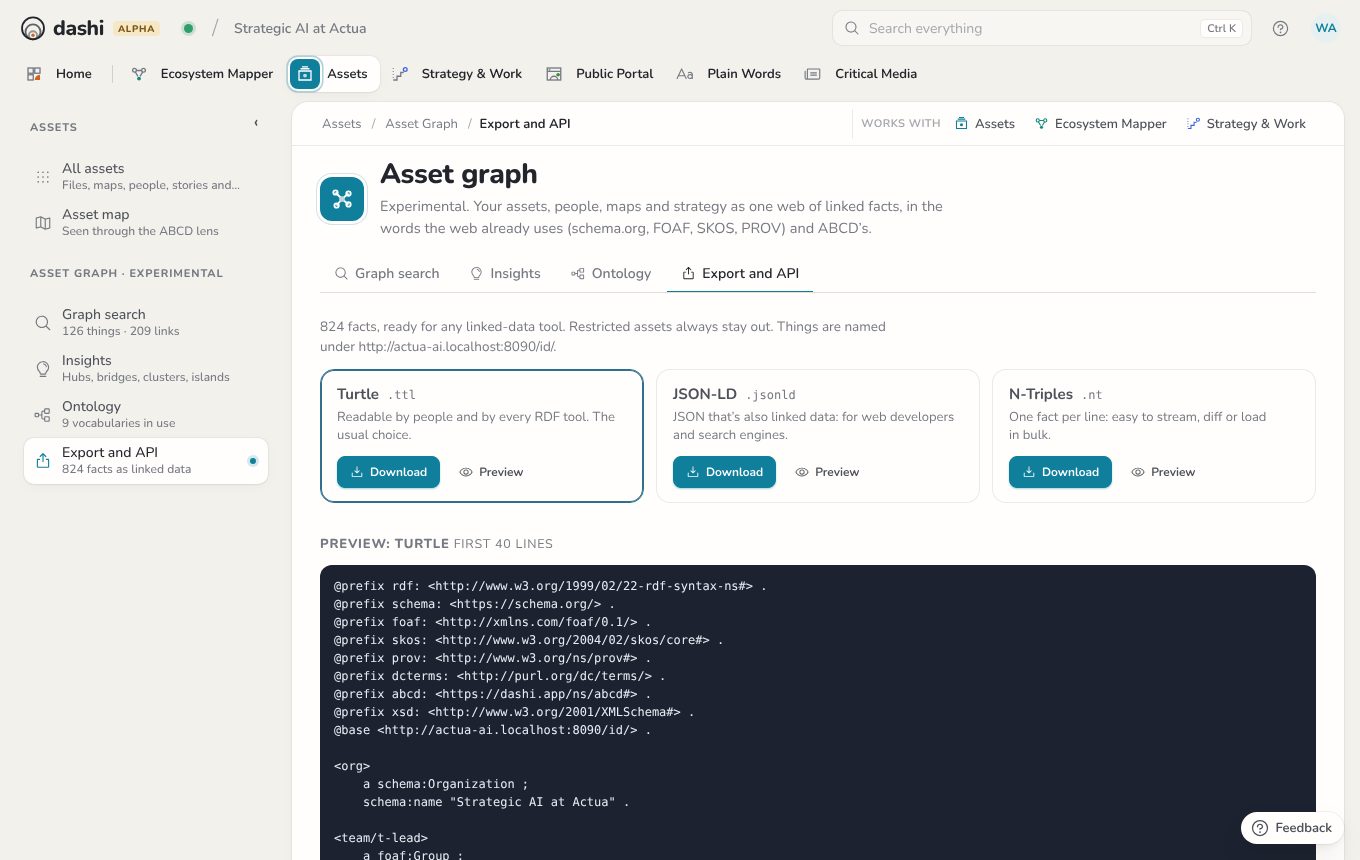 dashi ALPHA / Strategic AI at Actua
Search everything Ctrl K
WA
Home
Ecosystem Mapper
Assets
Strategy & Work
Public Portal
Aa Plain Words
Critical Media
ASSETS
All assets
Files, maps, people, stories and...
Asset map
Seen through the ABCD lens
ASSET GRAPH · EXPERIMENTAL
Graph search
126 things · 209 links
Insights
Hubs, bridges, clusters, islands
Ontology
9 vocabularies in use
Export and API
824 facts as linked data
Assets / Asset Graph / Export and API
WORKS WITH Assets Ecosystem Mapper Strategy & Work
Asset graph
Experimental. Your assets, people, maps and strategy as one web of linked facts, in the
words the web already uses (schema.org, FOAF, SKOS, PROV) and ABCD's.
Graph search Insights Ontology Export and API
824 facts, ready for any linked-data tool. Restricted assets always stay out. Things are named
under http://actua-ai.localhost:8090/id/.
Turtle .ttl
Readable by people and by every RDF tool. The
usual choice.
Download Preview
JSON-LD .jsonld
JSON that's also linked data: for web developers
and search engines.
Download Preview
N-Triples .nt
One fact per line: easy to stream, diff or load
in bulk.
Download Preview
PREVIEW: TURTLE FIRST 40 LINES
@prefix rdf: <http://www.w3.org/1999/02/22-rdf-syntax-ns#> .
@prefix schema: <https://schema.org/> .
@prefix foaf: <http://xmlns.com/foaf/0.1/> .
@prefix skos: <http://www.w3.org/2004/02/skos/core#> .
@prefix prov: <http://www.w3.org/ns/prov#> .
@prefix dcterms: <http://purl.org/dc/terms/> .
@prefix abcd: <https://dashi.app/ns/abcd#> .
@prefix xsd: <http://www.w3.org/2001/XMLSchema#> .
@base <http://actua-ai.localhost:8090/id/> .
<org>
a schema:Organization ;
schema:name "Strategic AI at Actua" .
<team/t-lead>
a foaf:Group ;
Feedback